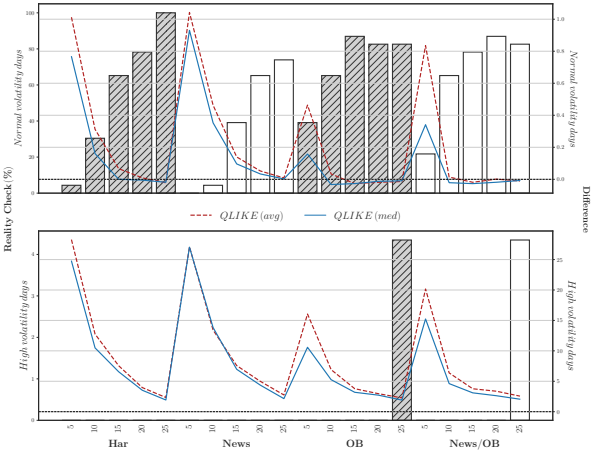 100
80
60
40
20
0
1.0
0.8
0.6
0.4
0.2
0.0
Normal volatility days
Normal volatility days
Reality Check (%)
Difference
QLIKE (avg)
QLIKE (med)
4
3
2
1
0
25
20
15
10
5
0
High volatility days
High volatility days
5 10 15 20 25 5 10 15 20 25 5 10 15 20 25 5 10 15 20 25
Har News OB News/OB